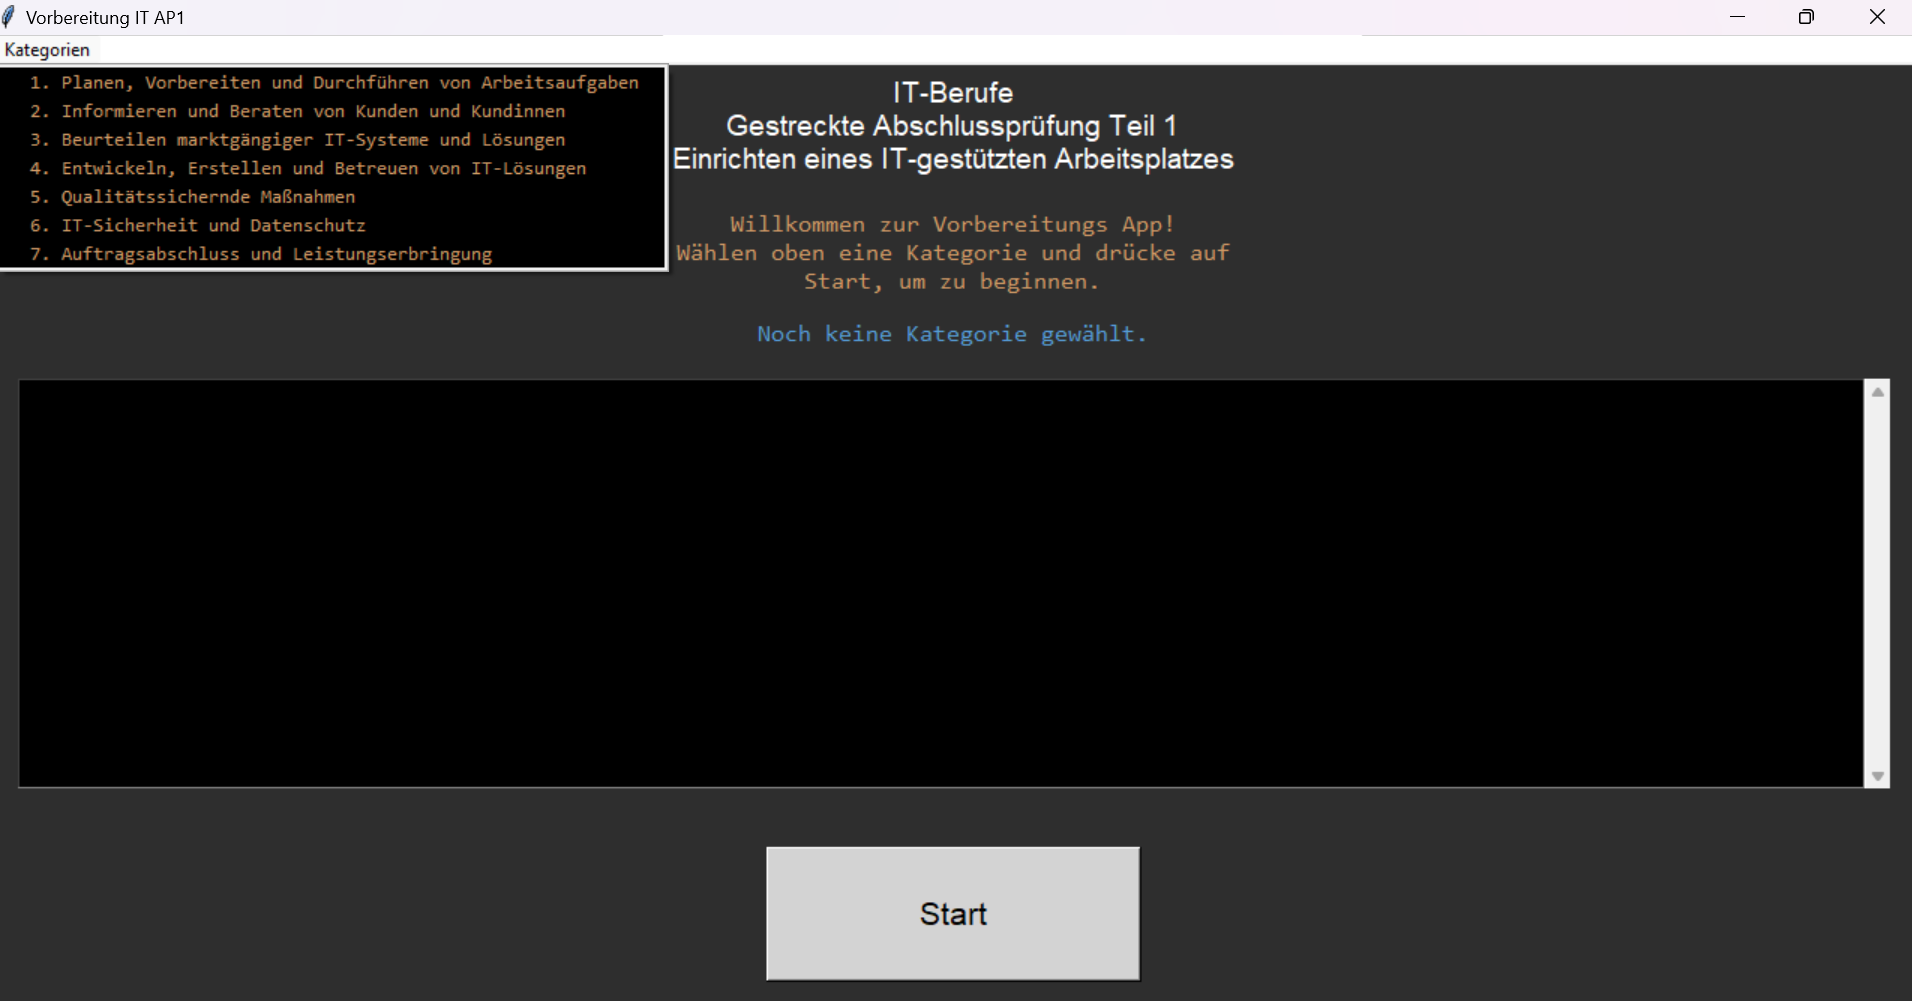 Vorbereitung IT AP1
Kategorien
1. Planen, Vorbereiten und Durchführen von Arbeitsaufgaben
2. Informieren und Beraten von Kunden und Kundinnen
3. Beurteilen marktgängiger IT-Systeme und Lösungen
4. Entwickeln, Erstellen und Betreuen von IT-Lösungen
5. Qualitätssichernde Maßnahmen
6. IT-Sicherheit und Datenschutz
7. Auftragsabschluss und Leistungserbringung
IT-Berufe
Gestreckte Abschlussprüfung Teil 1
Einrichten eines IT-gestützten Arbeitsplatzes
Willkommen zur Vorbereitungs App!
Wählen oben eine Kategorie und drücke auf
Start, um zu beginnen.
Noch keine Kategorie gewählt.
Start